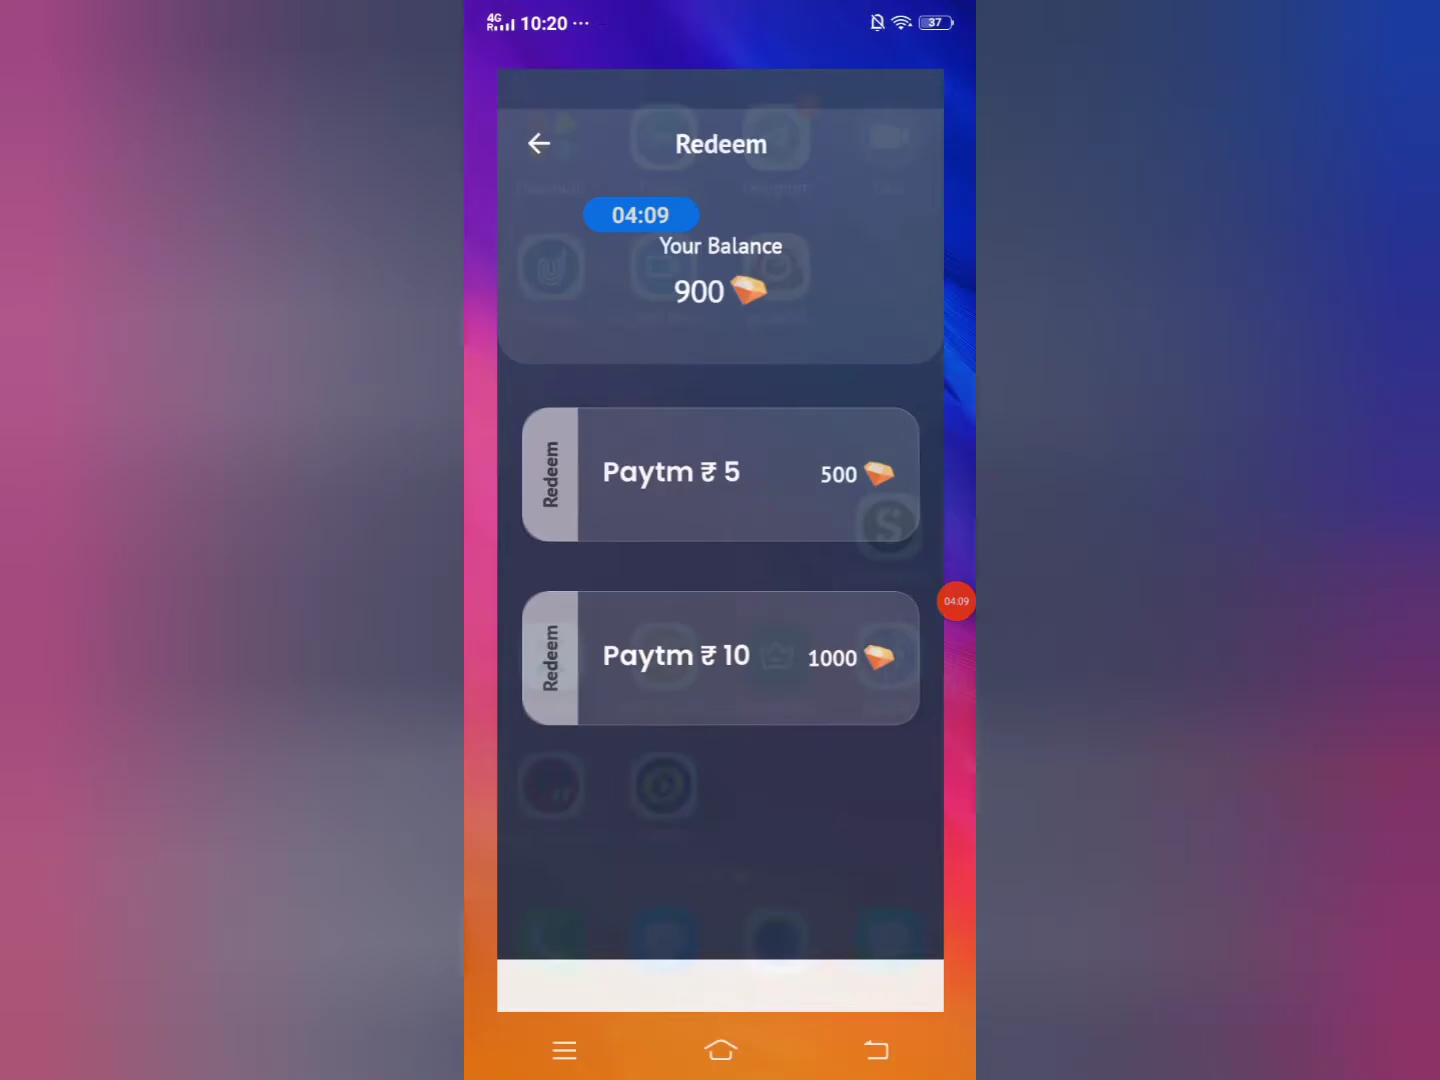 4G
R
10:20 ...
37
Redeem
04:09
Your Balance
900
Redeem
Paytm ₹ 5
500
04:09
Redeem
Paytm ₹ 10
1000